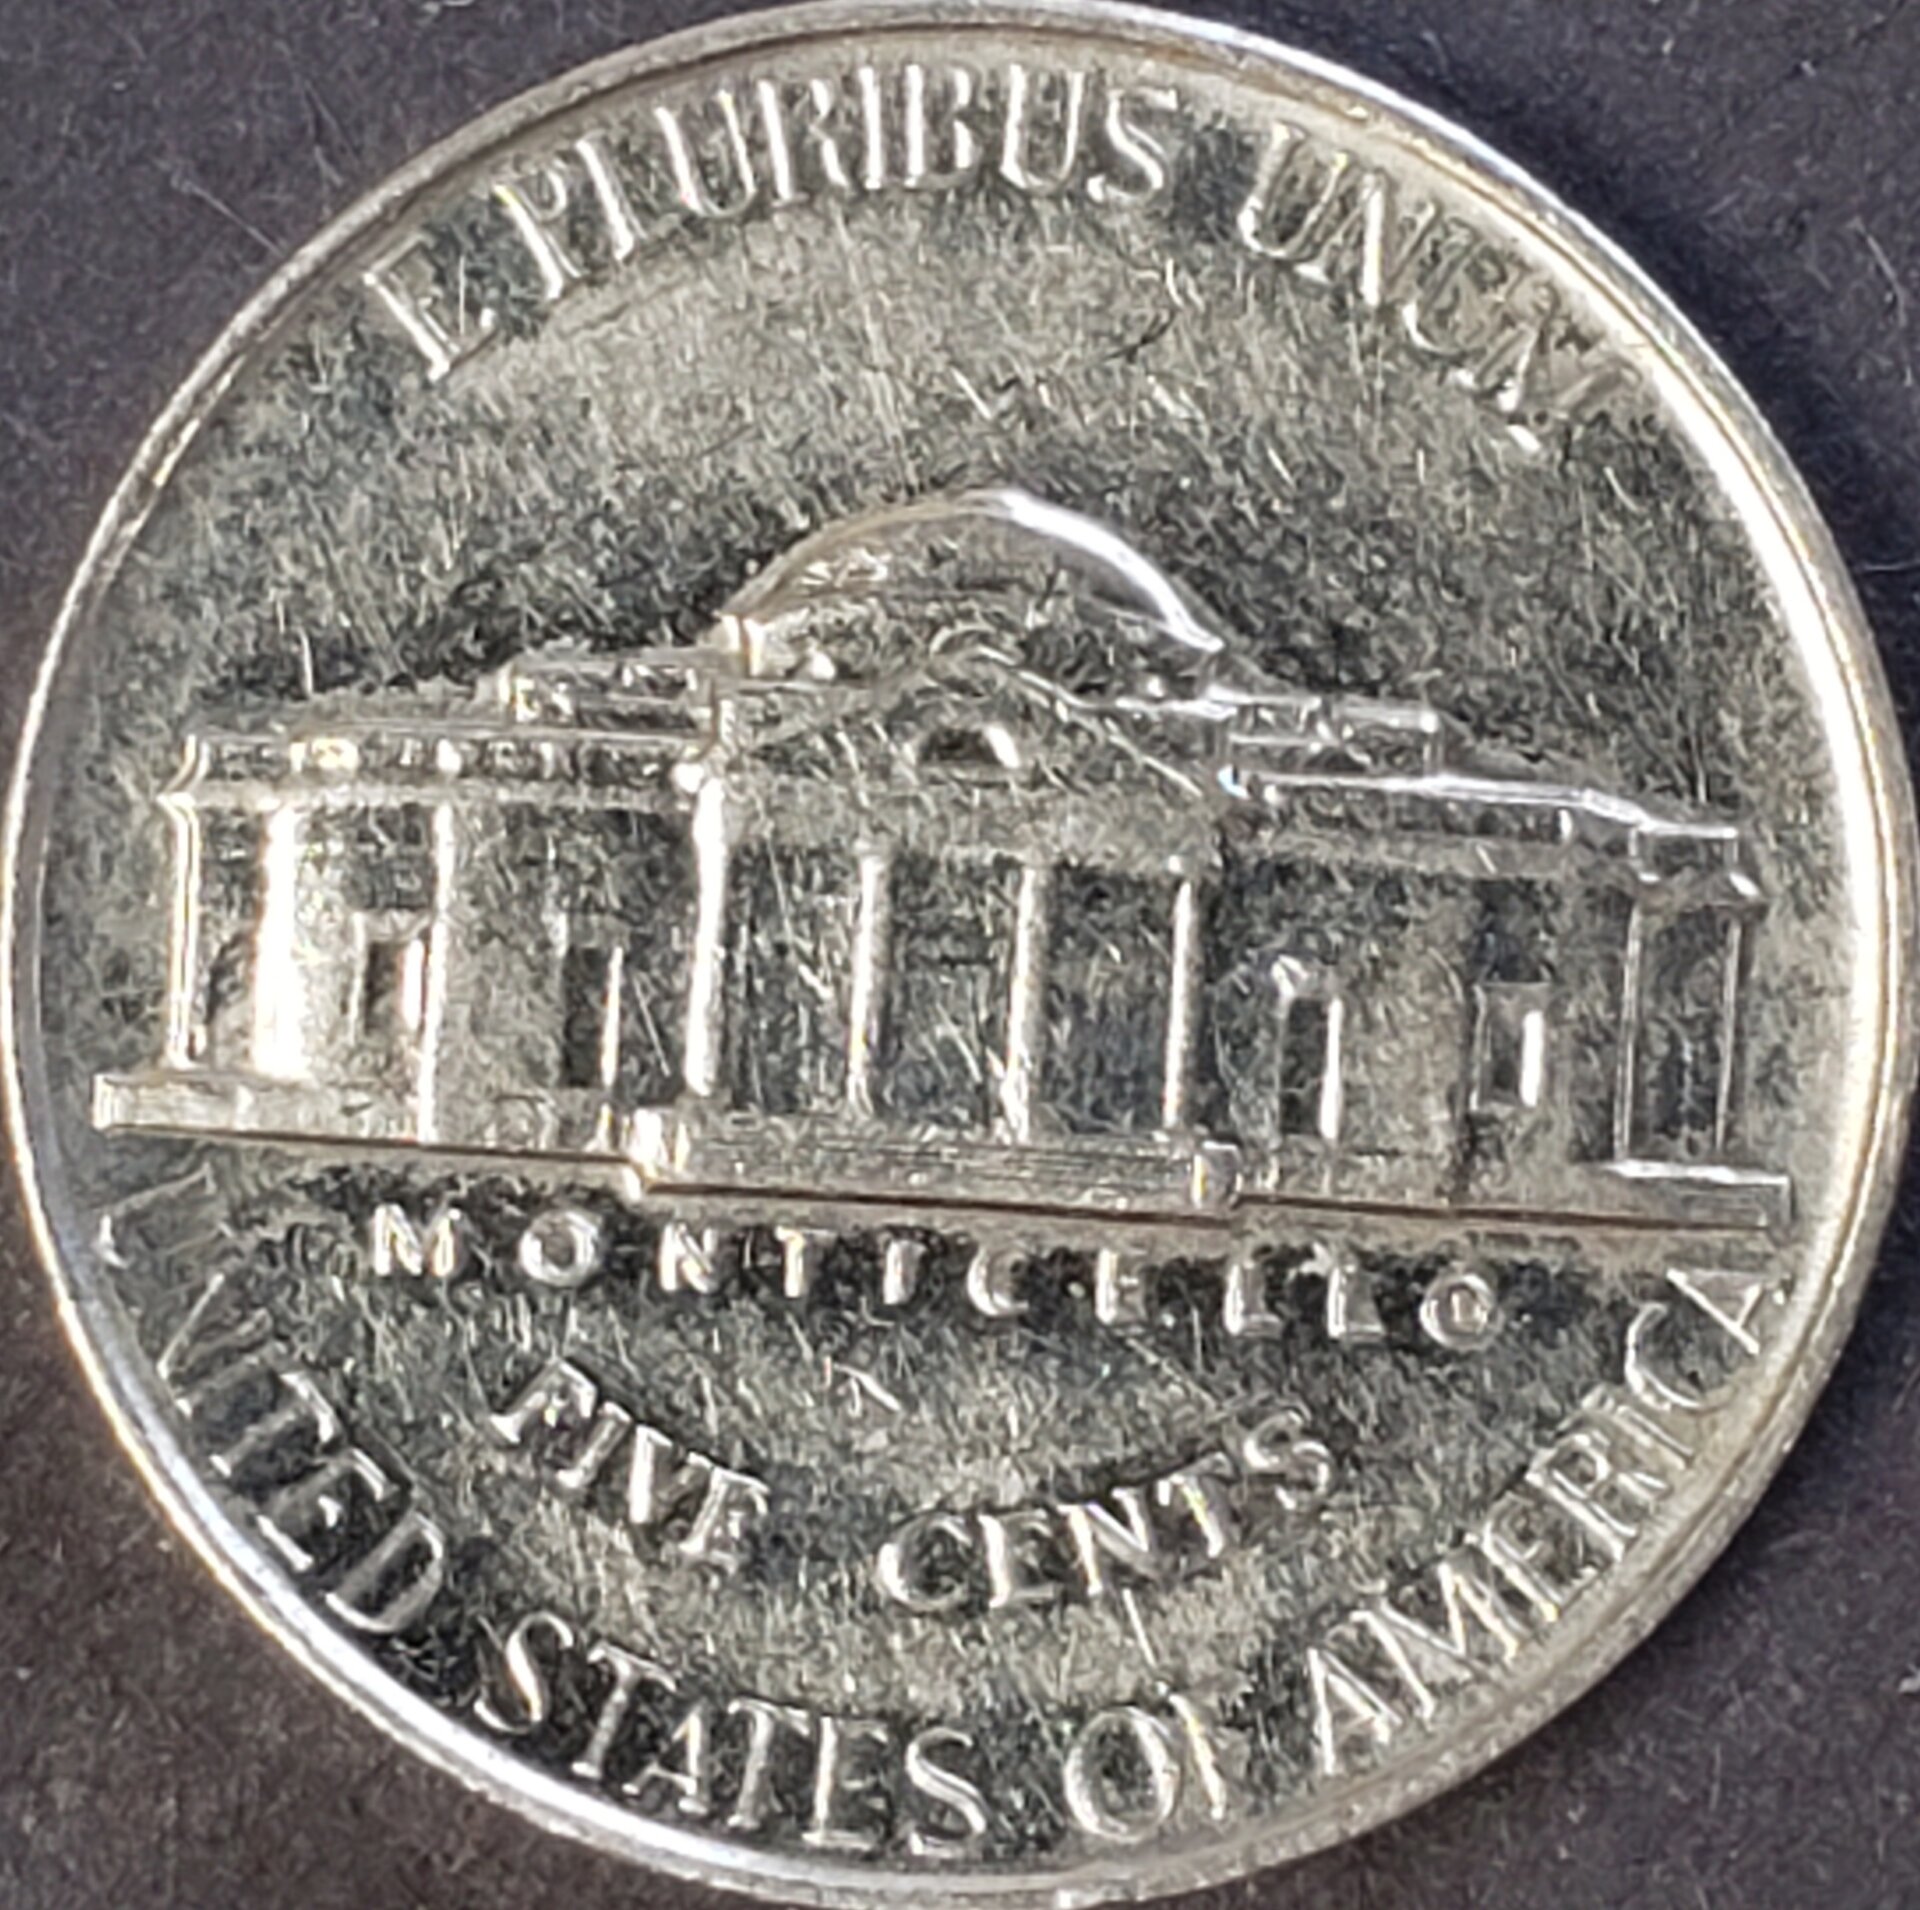 E PLURIBUS UNUM
MONTICELLO
FIVE CENTS
UNITED STATES OF AMERICA